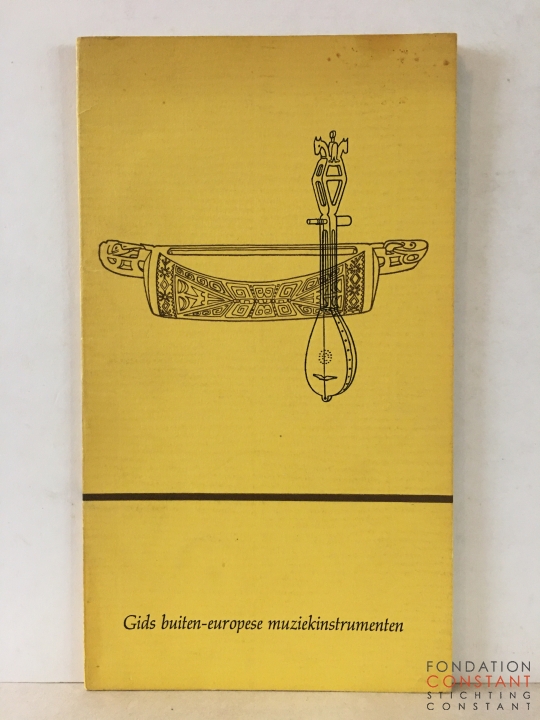 Gids buiten-europese muziekinstrumenten
FONDATION
CONSTANT
STICHTING
CONSTANT